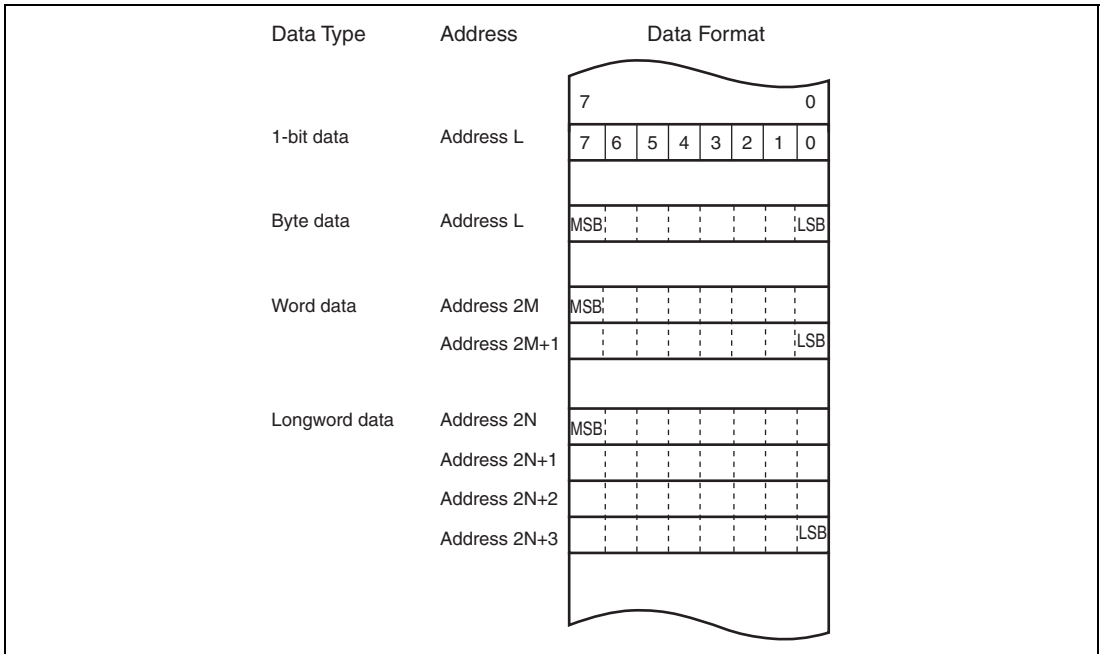 Data Type Address Data Format
7 0
1-bit data Address L 7 6 5 4 3 2 1 0
Byte data Address L MSB LSB
Word data Address 2M MSB
Address 2M+1 LSB
Longword data Address 2N MSB
Address 2N+1
Address 2N+2
Address 2N+3 LSB